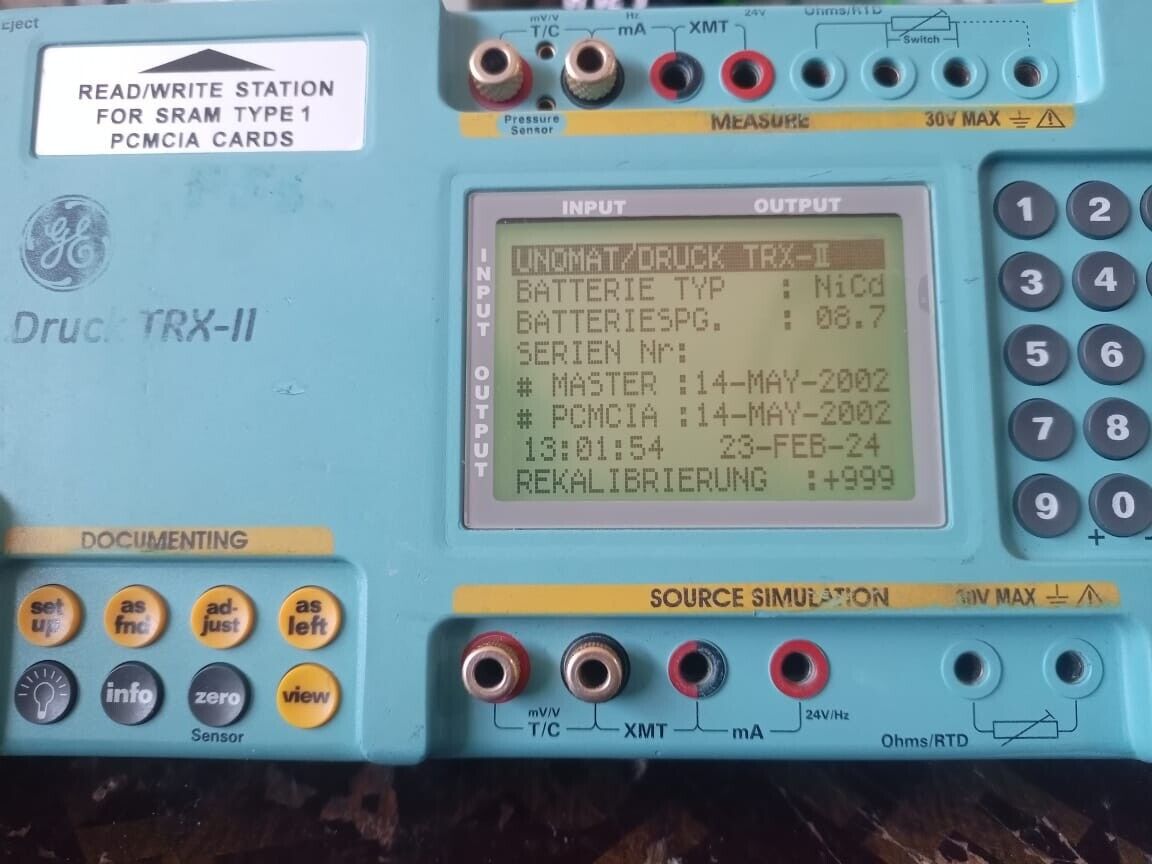 Eject
READ/WRITE STATION
FOR SRAM TYPE 1
PCMCIA CARDS
GE
Druck TRX-II
mV/V
T/C
Hz
mA
XMT
24V
Ohms/RTD
Switch
Pressure
Sensor
MEASURE
30V MAX
INPUT OUTPUT
INPUT OUTPUT
UNOMAT/DRUCK TRX-II
BATTERIE TYP : NiCd
BATTERIESPG. : 08.7
SERIEN Nr:
# MASTER :14-MAY-2002
# PCMCIA :14-MAY-2002
13:01:54 23-FEB-24
REKALIBRIERUNG :+999
1 2
3 4
5 6
7 8
9 0
+ -
DOCUMENTING
set up
as fnd
ad-just
as left
info
zero
view
Sensor
SOURCE SIMULATION
30V MAX
mV/V
T/C
XMT
mA
24V/Hz
Ohms/RTD